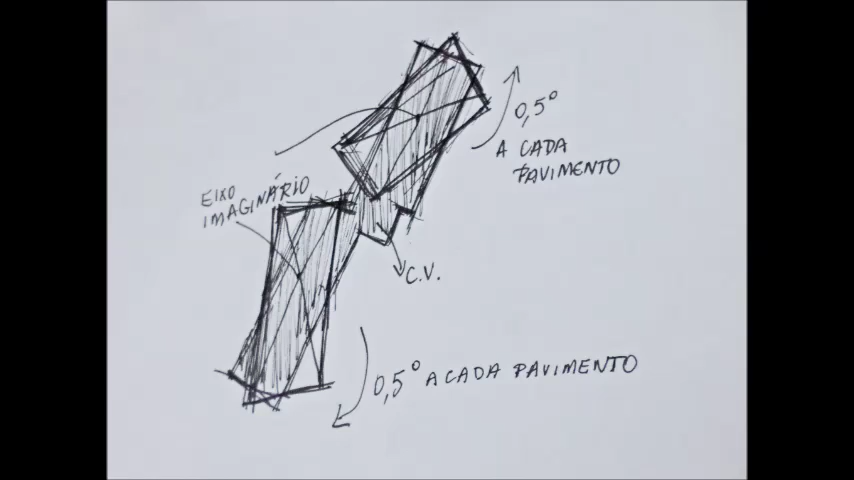 0,5°
A CADA
PAVIMENTO
EIXO
IMAGINÁRIO
C.V.
0,5° A CADA PAVIMENTO